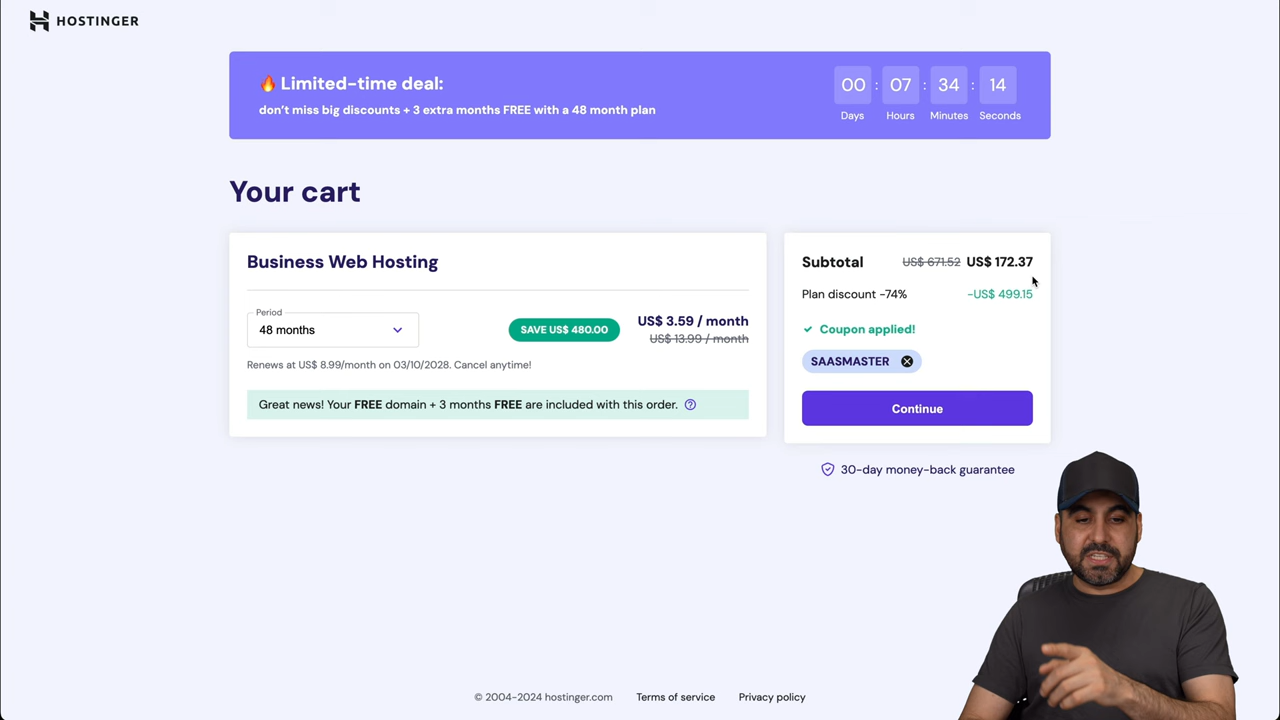 HOSTINGER
🔥 Limited-time deal:
don't miss big discounts + 3 extra months FREE with a 48 month plan
00 : 07 : 34 : 14
Days Hours Minutes Seconds
Your cart
Business Web Hosting
Period
48 months
SAVE US$ 480.00
US$ 3.59 / month
US$ 13.99 / month
Renews at US$ 8.99/month on 03/10/2028. Cancel anytime!
Great news! Your FREE domain + 3 months FREE are included with this order.
Subtotal US$ 671.52 US$ 172.37
Plan discount -74% -US$ 499.15
Coupon applied!
SAASMASTER
Continue
30-day money-back guarantee
© 2004-2024 hostinger.com Terms of service Privacy policy